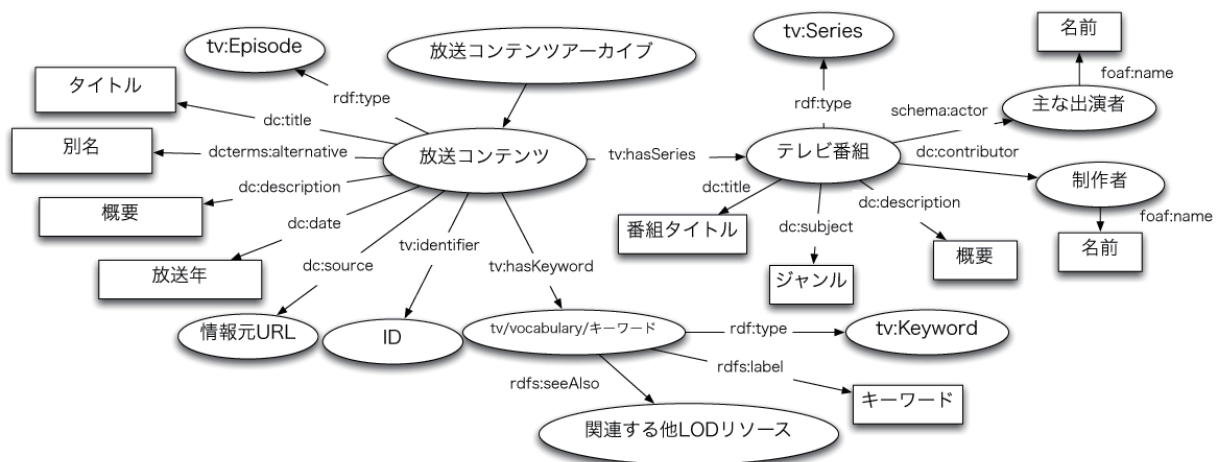 tv:Episode
放送コンテンツアーカイブ
tv:Series
名前
foaf:name
タイトル
rdf:type
rdf:type
schema:actor
主な出演者
dc:title
別名
dcterms:alternative
放送コンテンツ
tv:hasSeries
テレビ番組
dc:contributor
dc:description
dc:title
dc:description
制作者
foaf:name
概要
dc:date
tv:identifier
番組タイトル
dc:subject
概要
名前
放送年
dc:source
tv:hasKeyword
ジャンル
情報元URL
ID
tv/vocabulary/キーワード
rdf:type
tv:Keyword
rdfs:label
rdfs:seeAlso
キーワード
関連する他LODリソース